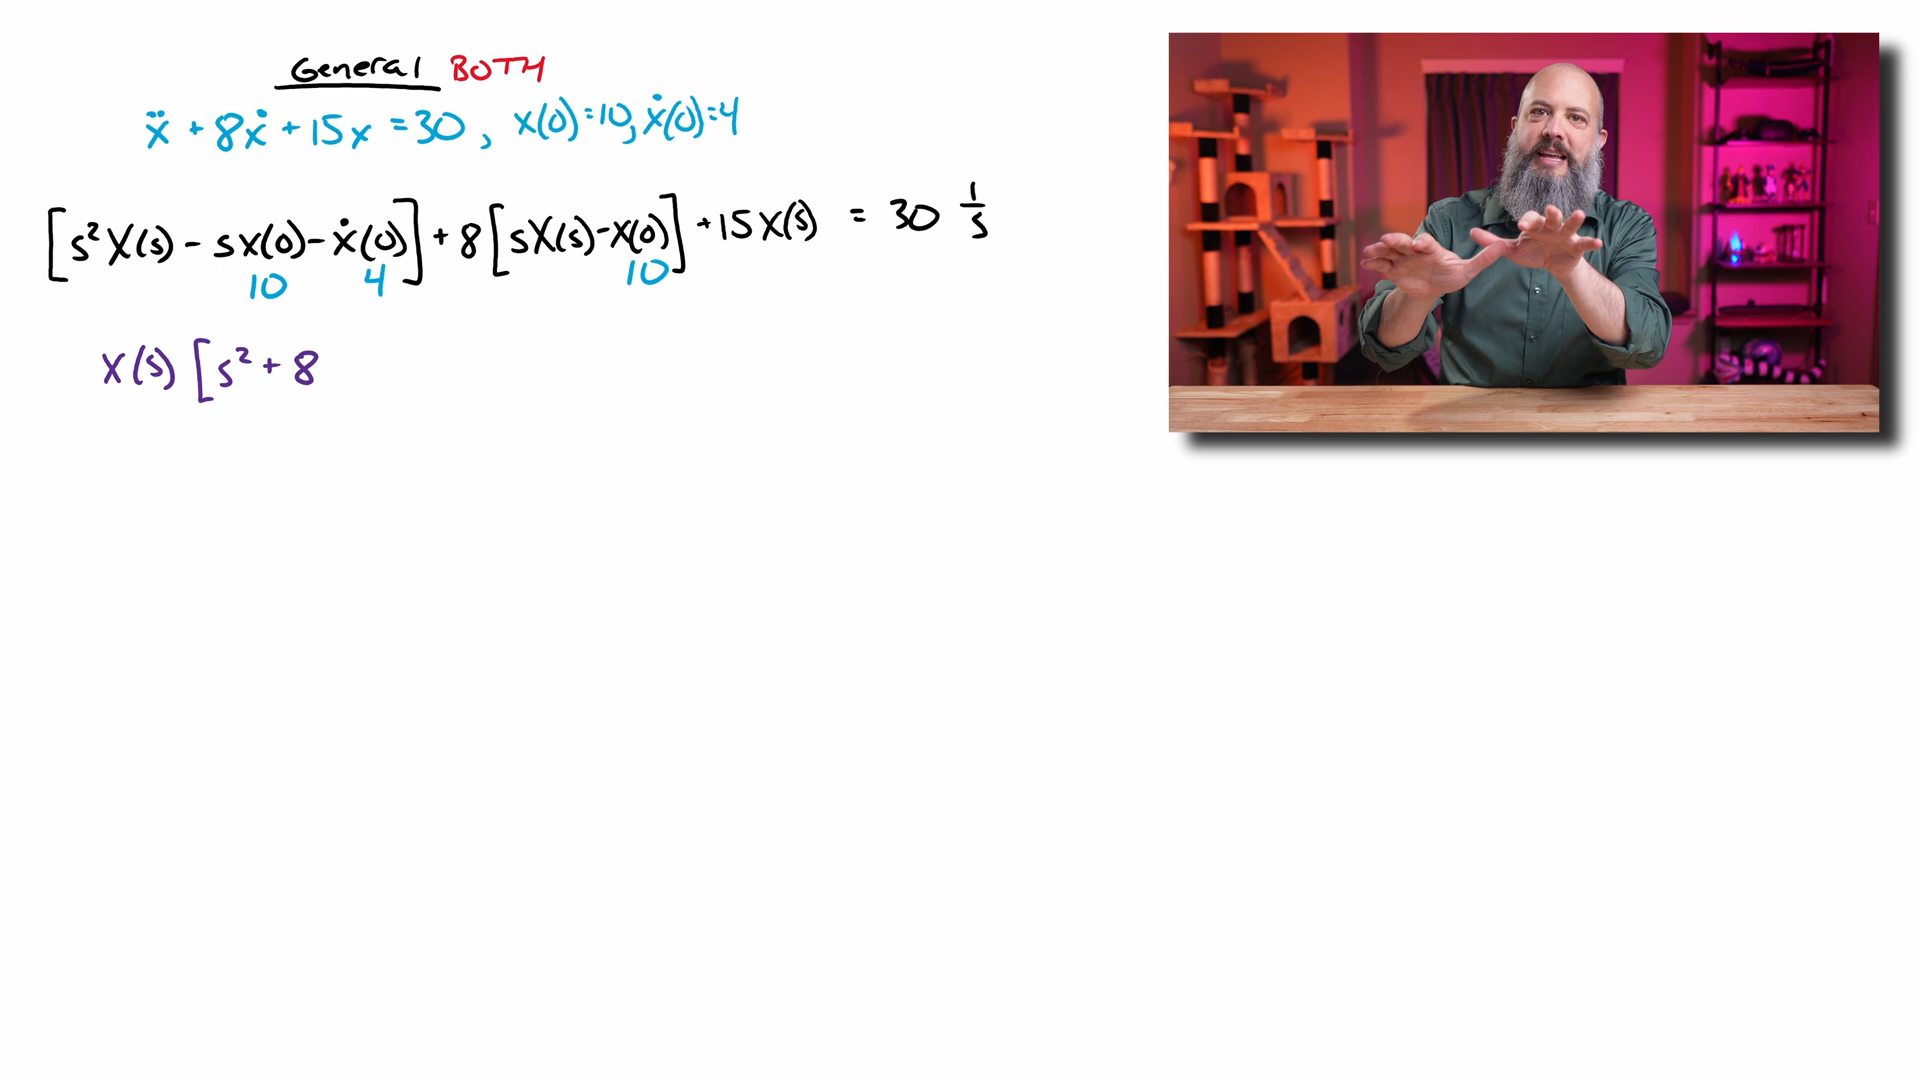 General BOTH
ẍ + 8ẋ + 15x = 30 , x(0)=10, ẋ(0)=4
[s²X(s) - sx(0) - ẋ(0)] + 8[sX(s) - x(0)] + 15X(s) = 30 1/s
10 4 10
X(s) [s² + 8